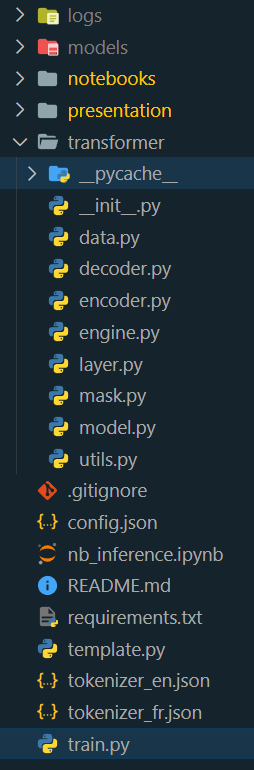 logs
models
notebooks
presentation
transformer
__pycache__
__init__.py
data.py
decoder.py
encoder.py
engine.py
layer.py
mask.py
model.py
utils.py
.gitignore
config.json
nb_inference.ipynb
README.md
requirements.txt
template.py
tokenizer_en.json
tokenizer_fr.json
train.py